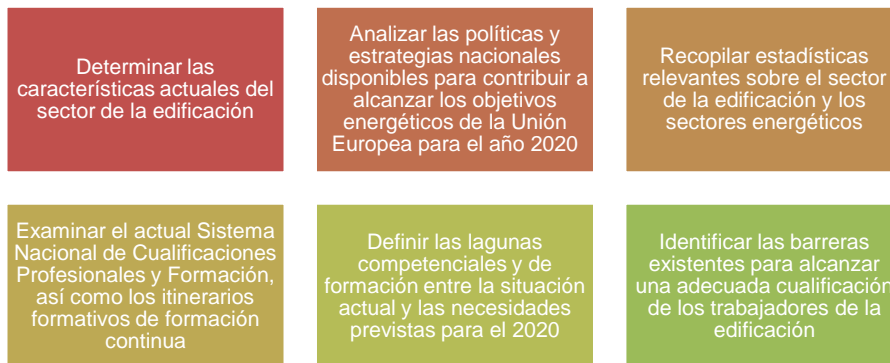 Determinar las
características actuales del
sector de la edificación
Analizar las políticas y
estrategias nacionales
disponibles para contribuir a
alcanzar los objetivos
energéticos de la Unión
Europea para el año 2020
Recopilar estadísticas
relevantes sobre el sector
de la edificación y los
sectores energéticos
Examinar el actual Sistema
Nacional de Cualificaciones
Profesionales y Formación,
así como los itinerarios
formativos de formación
continua
Definir las lagunas
competenciales y de
formación entre la situación
actual y las necesidades
previstas para el 2020
Identificar las barreras
existentes para alcanzar
una adecuada cualificación
de los trabajadores de la
edificación